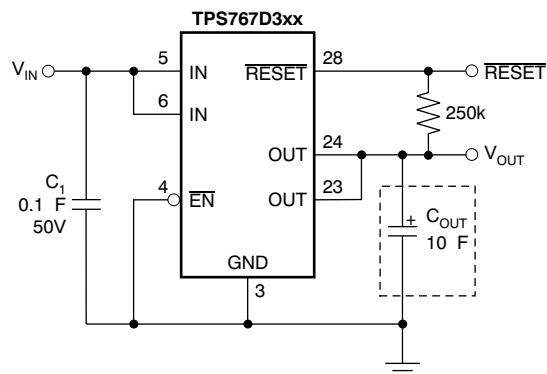 TPS767D3xx
V_IN
5
IN
RESET
28
RESET
6
IN
250k
24
OUT
V_OUT
C_1
0.1 F
50V
4
EN
23
OUT
+
C_OUT
10 F
GND
3